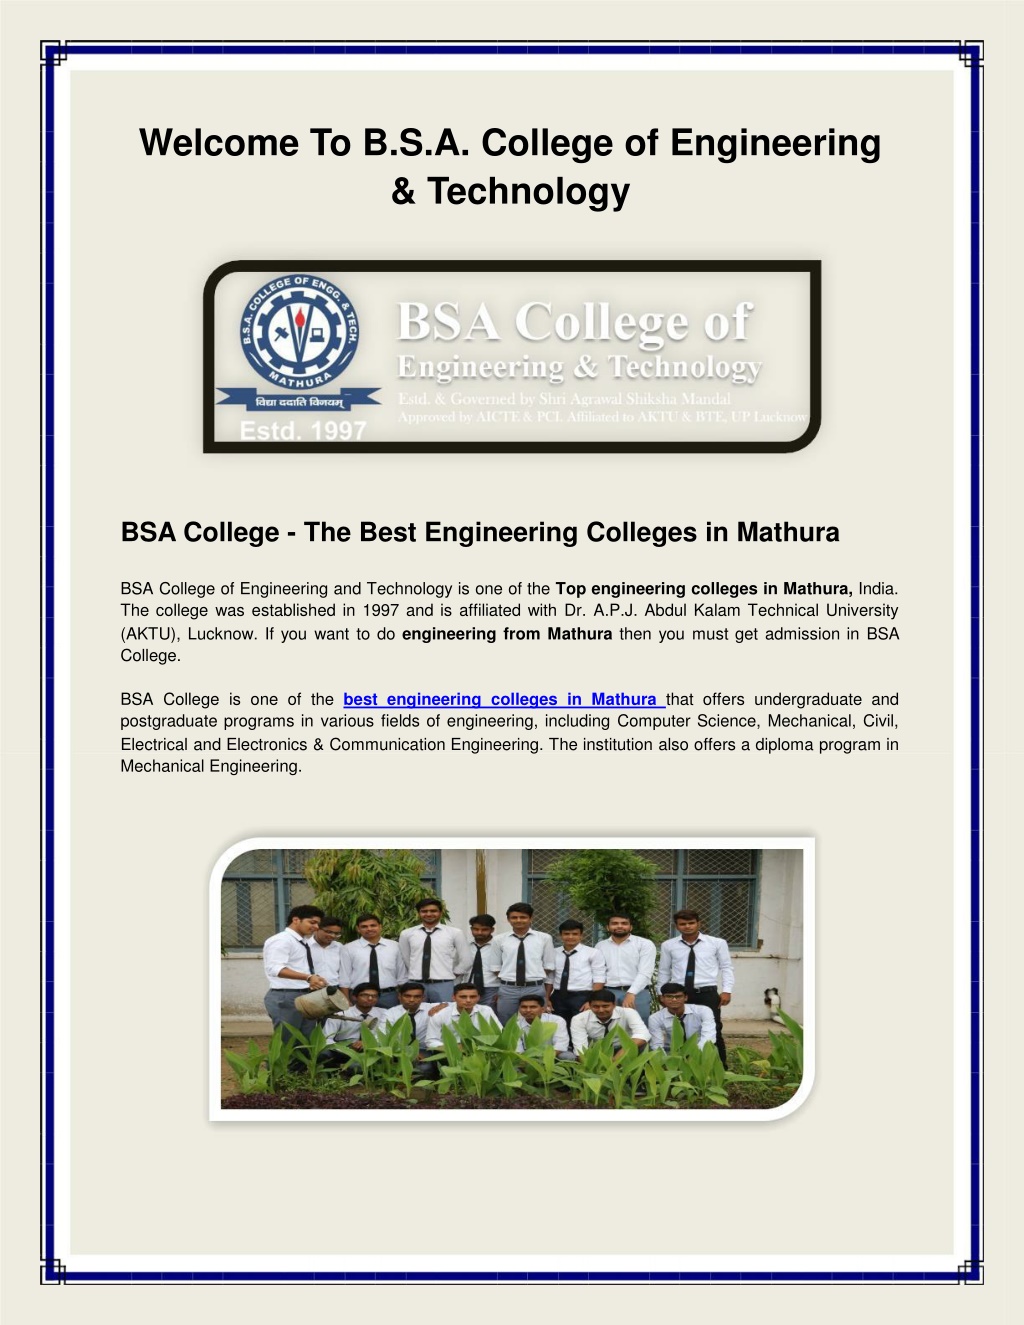 Welcome To B.S.A. College of Engineering
& Technology
B.S.A. COLLEGE OF ENGG. & TECH.
MATHURA
विद्या ददाति विनयम्
Estd. 1997
BSA College of
Engineering & Technology
Estd. & Governed by Shri Agrawal Shiksha Mandal
Approved by AICTE & PCI, Affiliated to AKTU & BTE, UP Lucknow
BSA College - The Best Engineering Colleges in Mathura
BSA College of Engineering and Technology is one of the Top engineering colleges in Mathura, India.
The college was established in 1997 and is affiliated with Dr. A.P.J. Abdul Kalam Technical University
(AKTU), Lucknow. If you want to do engineering from Mathura then you must get admission in BSA
College.
BSA College is one of the best engineering colleges in Mathura that offers undergraduate and
postgraduate programs in various fields of engineering, including Computer Science, Mechanical, Civil,
Electrical and Electronics & Communication Engineering. The institution also offers a diploma program in
Mechanical Engineering.